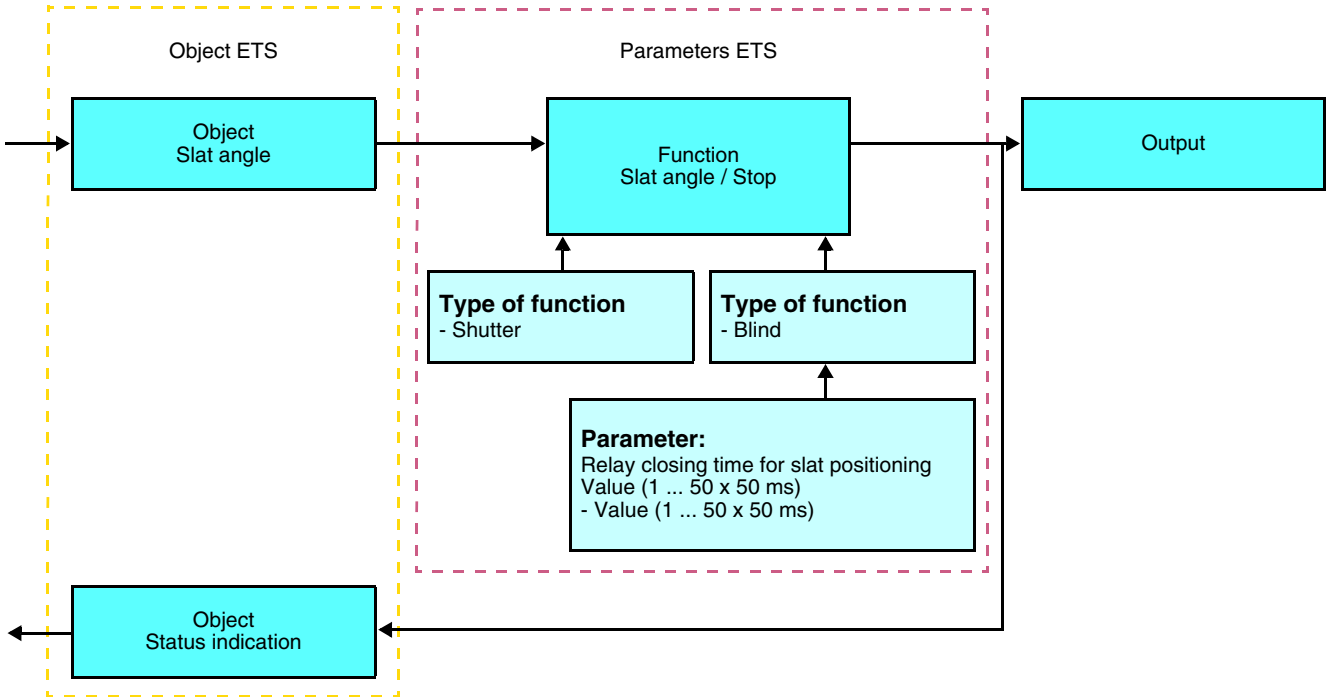 Object ETS
Parameters ETS
Object
Slat angle
Function
Slat angle / Stop
Output
Type of function
- Shutter
Type of function
- Blind
Parameter:
Relay closing time for slat positioning
Value (1 ... 50 x 50 ms)
- Value (1 ... 50 x 50 ms)
Object
Status indication